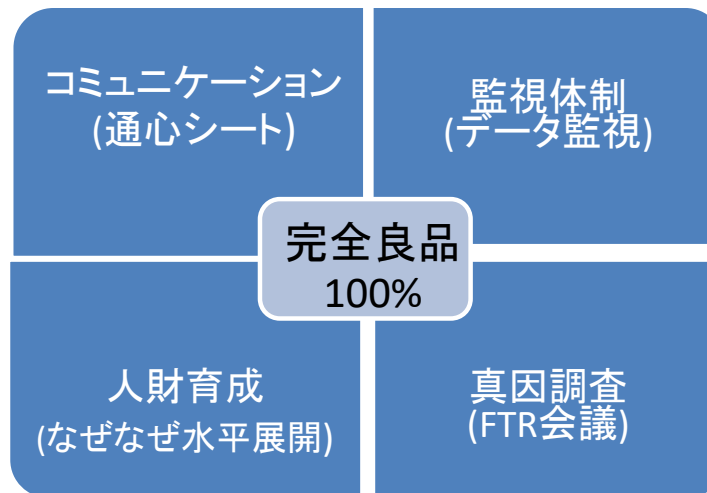 コミュニケーション
(通心シート)
監視体制
(データ監視)
完全良品
100%
人財育成
(なぜなぜ水平展開)
真因調査
(FTR会議)